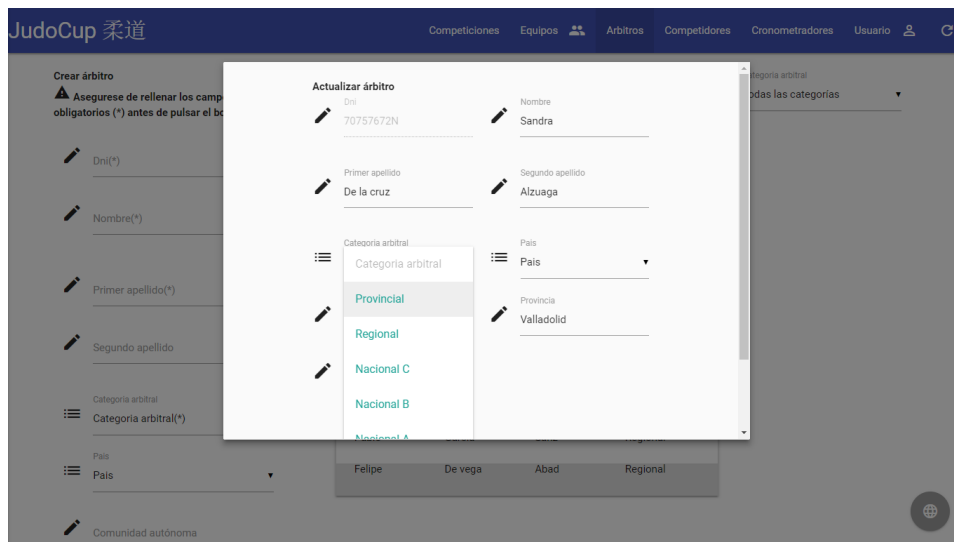 JudoCup 柔道
Competiciones Equipos Arbitros Competidores Cronometradores Usuario
Crear árbitro
Asegurese de rellenar los camp
obligatorios (*) antes de pulsar el bo
Dni(*)
Nombre(*)
Primer apellido(*)
Segundo apellido
Categoria arbitral
Categoria arbitral(*)
Pais
Pais
Comunidad autónoma
Actualizar árbitro
Dni
70757672N
Nombre
Sandra
Primer apellido
De la cruz
Segundo apellido
Alzuaga
Categoria arbitral
Categoria arbitral
Provincial
Regional
Nacional C
Nacional B
Nacional A
Pais
Pais
Provincia
Valladolid
ategoria arbitral
odas las categorías
Felipe De vega Abad Regional